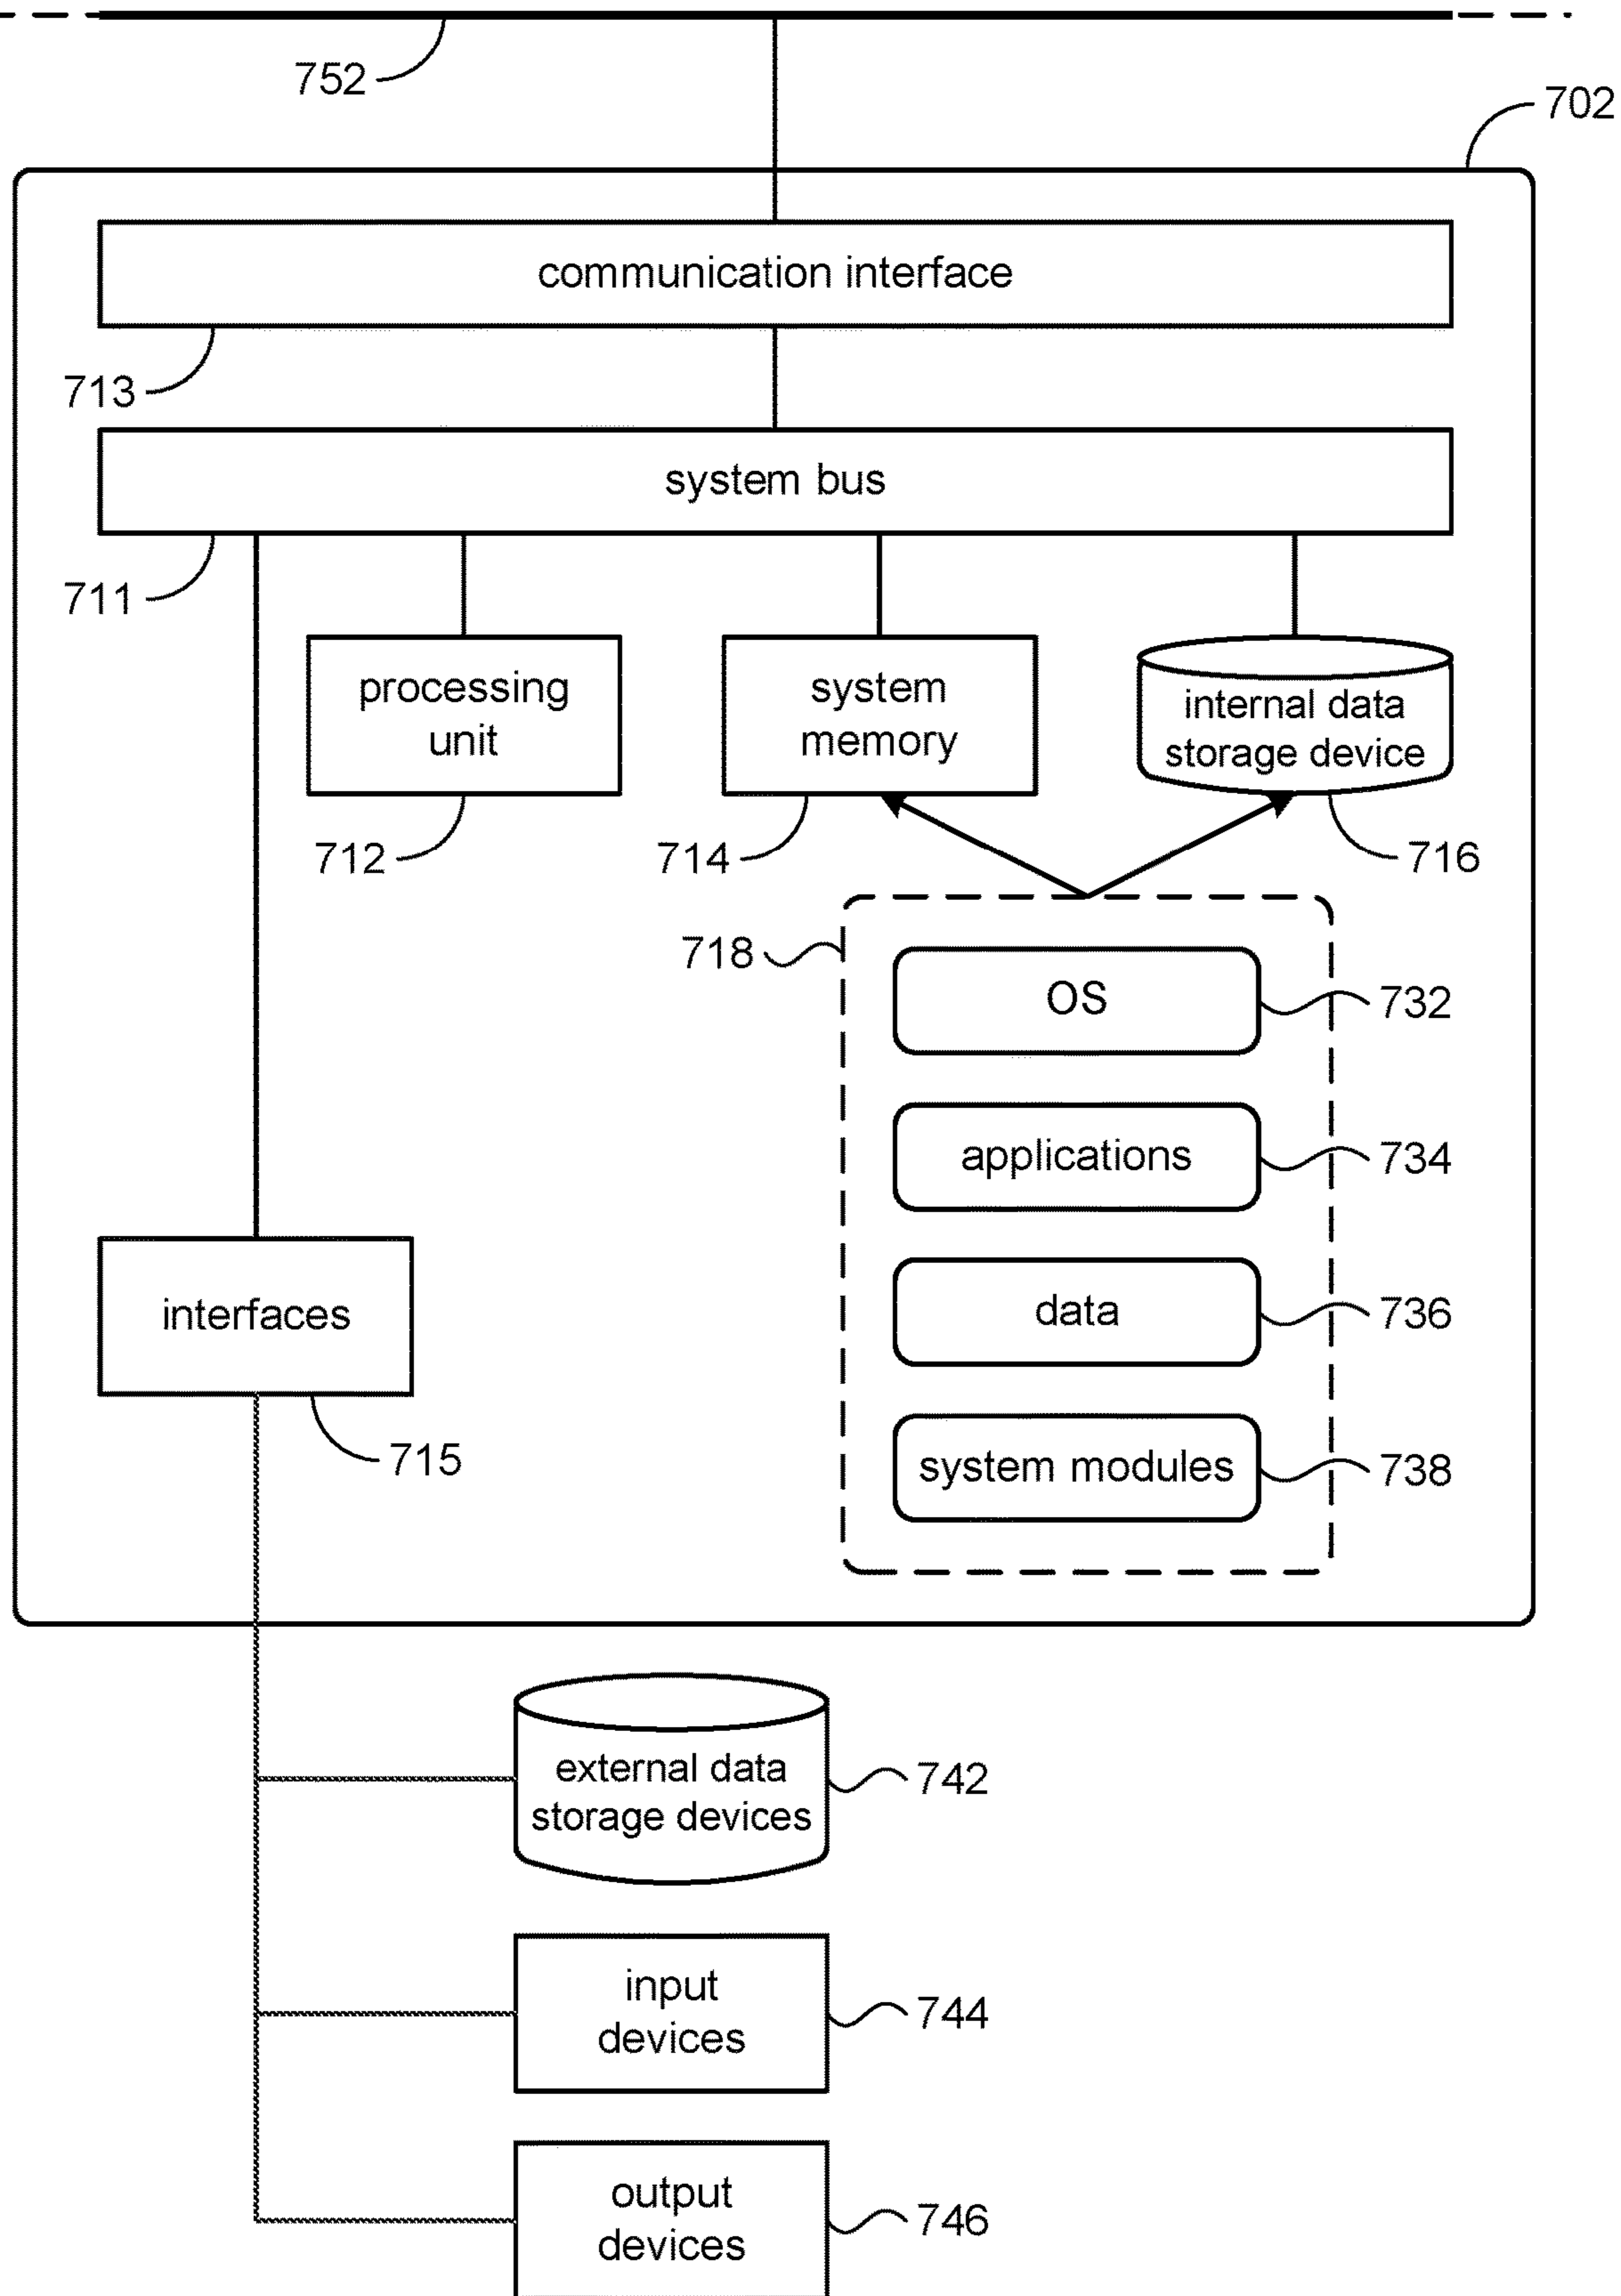 752
702
communication interface
713
system bus
711
processing
unit
712
system
memory
714
internal data
storage device
716
718
OS
732
applications
734
data
736
system modules
738
interfaces
715
external data
storage devices
742
input
devices
744
output
devices
746